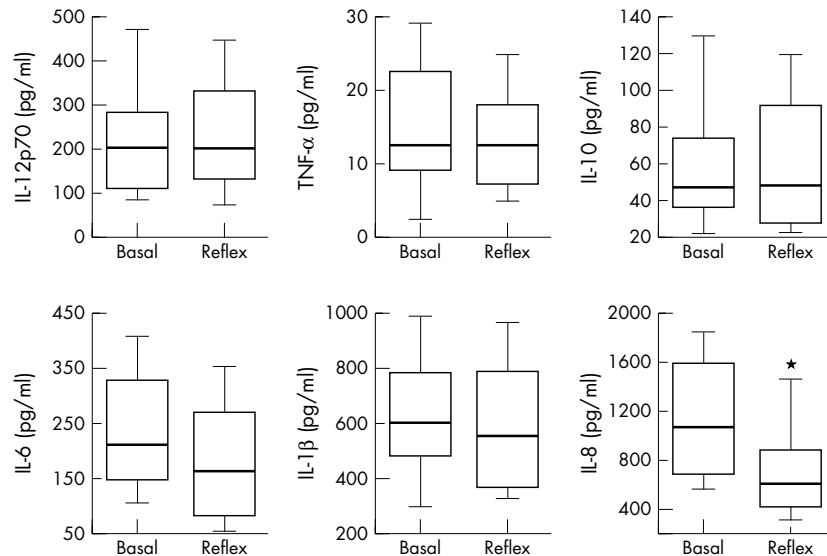 IL-12p70 (pg/ml)
500
400
300
200
100
0
Basal
Reflex
TNF-α (pg/ml)
30
20
10
0
Basal
Reflex
IL-10 (pg/ml)
140
120
100
80
60
40
20
Basal
Reflex
IL-6 (pg/ml)
450
350
250
150
50
Basal
Reflex
IL-1β (pg/ml)
1000
800
600
400
200
Basal
Reflex
IL-8 (pg/ml)
2000
1600
1200
800
400
Basal
Reflex